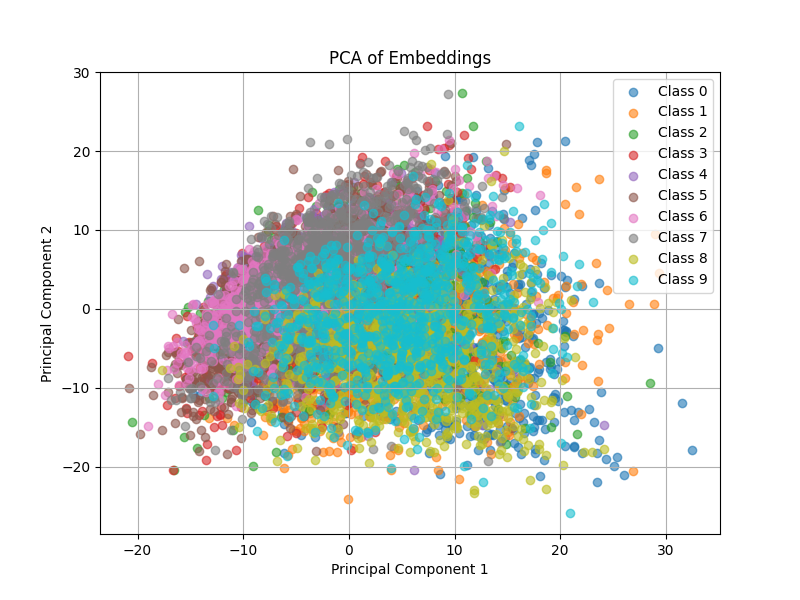 PCA of Embeddings
30
20
10
0
−10
−20
Principal Component 2
−20
−10
0
10
20
30
Principal Component 1
Class 0
Class 1
Class 2
Class 3
Class 4
Class 5
Class 6
Class 7
Class 8
Class 9